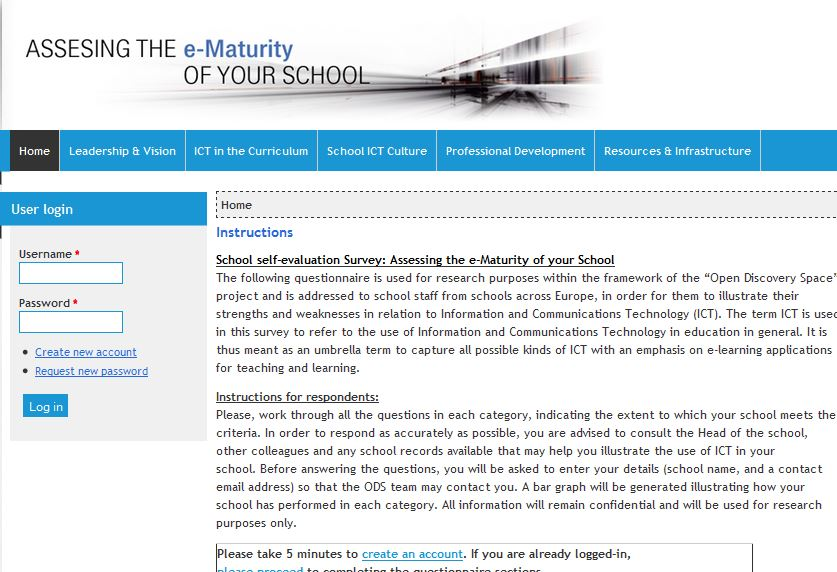 ASSESING THE e-Maturity
OF YOUR SCHOOL
Home
Leadership & Vision
ICT in the Curriculum
School ICT Culture
Professional Development
Resources & Infrastructure
User login
Username *
Password *
Create new account
Request new password
Log in
Home
Instructions
School self-evaluation Survey: Assessing the e-Maturity of your School
The following questionnaire is used for research purposes within the framework of the “Open Discovery Space”
project and is addressed to school staff from schools across Europe, in order for them to illustrate their
strengths and weaknesses in relation to Information and Communications Technology (ICT). The term ICT is used
in this survey to refer to the use of Information and Communications Technology in education in general. It is
thus meant as an umbrella term to capture all possible kinds of ICT with an emphasis on e-learning applications
for teaching and learning.
Instructions for respondents:
Please, work through all the questions in each category, indicating the extent to which your school meets the
criteria. In order to respond as accurately as possible, you are advised to consult the Head of the school,
other colleagues and any school records available that may help you illustrate the use of ICT in your
school. Before answering the questions, you will be asked to enter your details (school name, and a contact
email address) so that the ODS team may contact you. A bar graph will be generated illustrating how your
school has performed in each category. All information will remain confidential and will be used for research
purposes only.
Please take 5 minutes to create an account. If you are already logged-in,
please proceed to completing the questionnaire sections.